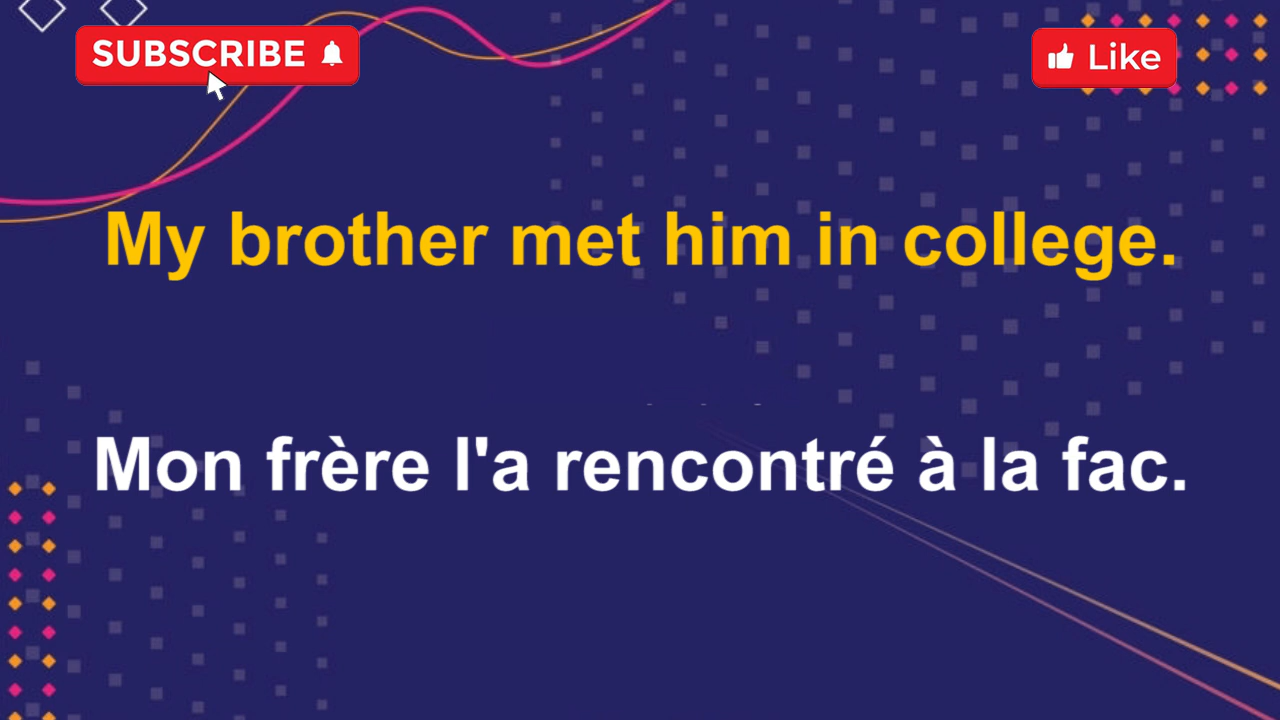 SUBSCRIBE
Like
My brother met him in college.
Mon frère l'a rencontré à la fac.